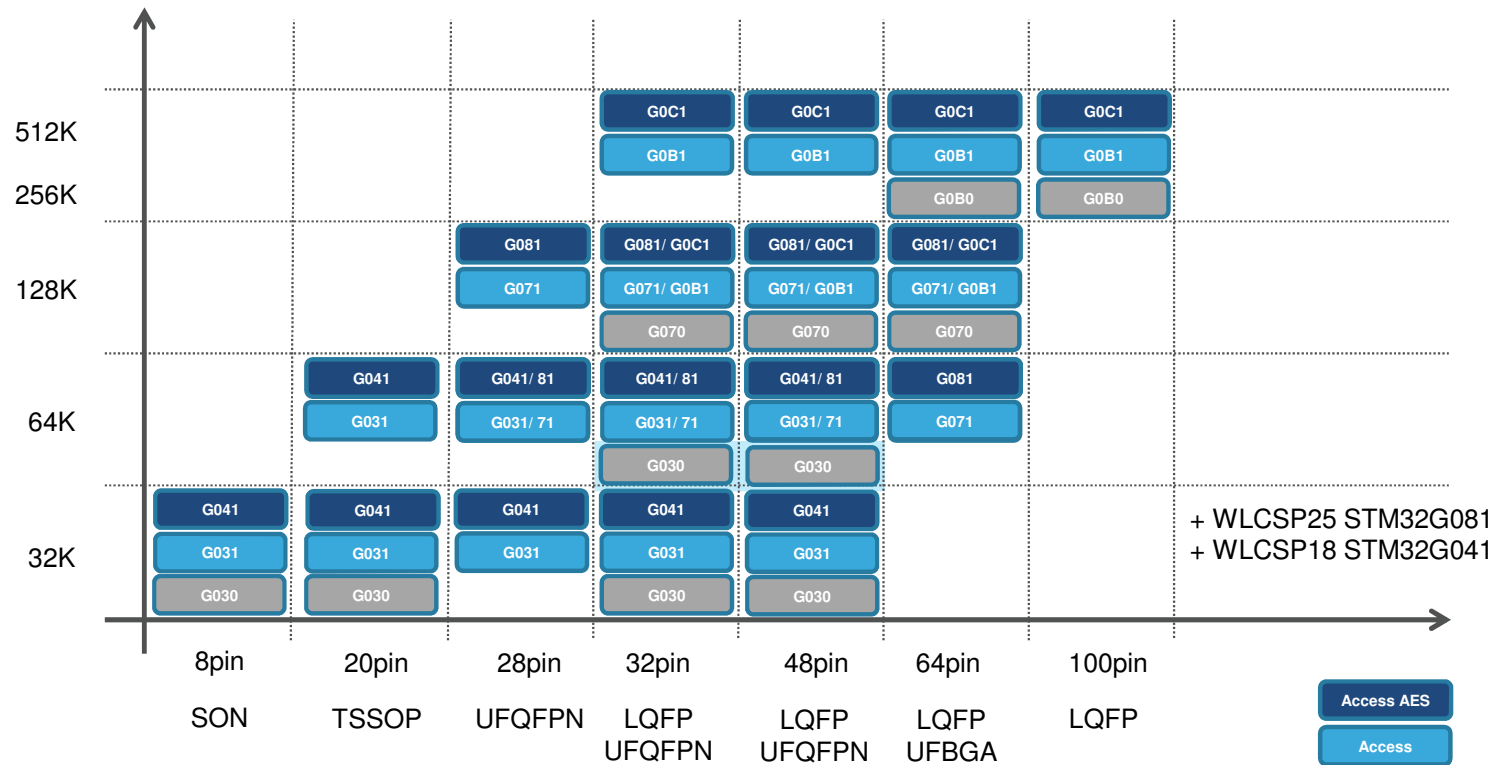 512K
G0C1 G0C1 G0C1 G0C1
G0B1 G0B1 G0B1 G0B1
256K
G0B0 G0B0
G081 G081/ G0C1 G081/ G0C1 G081/ G0C1
128K
G071 G071/ G0B1 G071/ G0B1 G071/ G0B1
G070 G070 G070
G041 G041/ 81 G041/ 81 G041/ 81 G081
64K
G031 G031/ 71 G031/ 71 G031/ 71 G071
G030 G030
G041 G041 G041 G041 G041
32K
G031 G031 G031 G031 G031
G030 G030 G030 G030
+ WLCSP25 STM32G081
+ WLCSP18 STM32G041
8pin 20pin 28pin 32pin 48pin 64pin 100pin
SON TSSOP UFQFPN LQFP LQFP LQFP LQFP
UFQFPN UFQFPN UFBGA
Access AES
Access